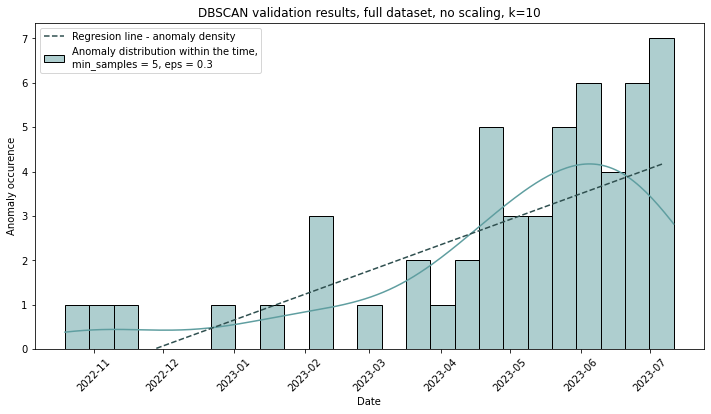 DBSCAN validation results, full dataset, no scaling, k=10
Regresion line - anomaly density
Anomaly distribution within the time,
min_samples = 5, eps = 0.3
Anomaly occurence
7
6
5
4
3
2
1
0
2022-11
2022-12
2023-01
2023-02
2023-03
2023-04
2023-05
2023-06
2023-07
Date